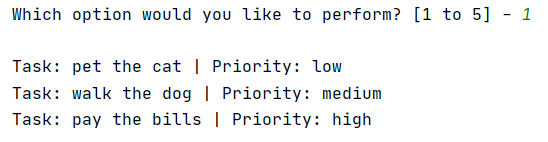 Which option would you like to perform? [1 to 5] - 1
Task: pet the cat | Priority: low
Task: walk the dog | Priority: medium
Task: pay the bills | Priority: high